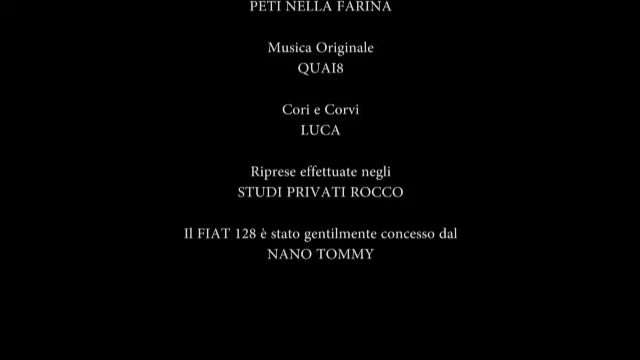 PETI NELLA FARINA
Musica Originale
QUAI8
Cori e Corvi
LUCA
Riprese effettuate negli
STUDI PRIVATI ROCCO
Il FIAT 128 è stato gentilmente concesso dal
NANO TOMMY